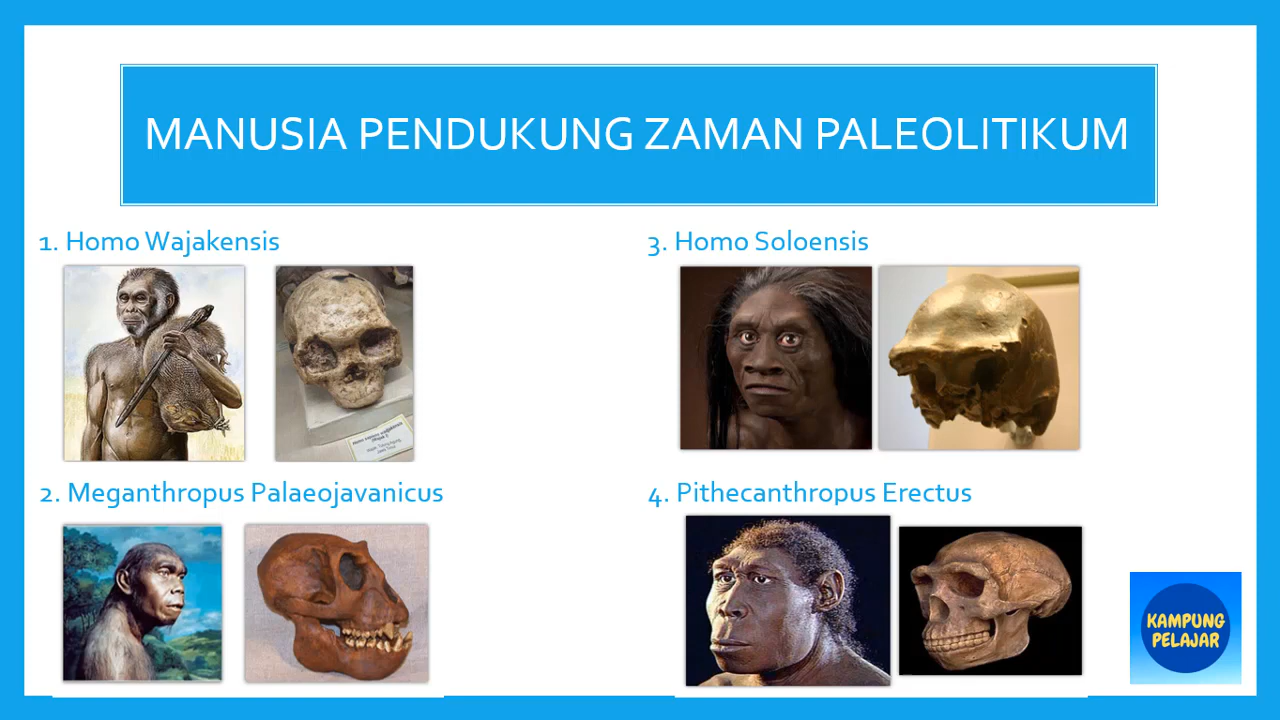 MANUSIA PENDUKUNG ZAMAN PALEOLITIKUM
1. Homo Wajakensis
2. Meganthropus Palaeojavanicus
3. Homo Soloensis
4. Pithecanthropus Erectus
KAMPUNG
PELAJAR